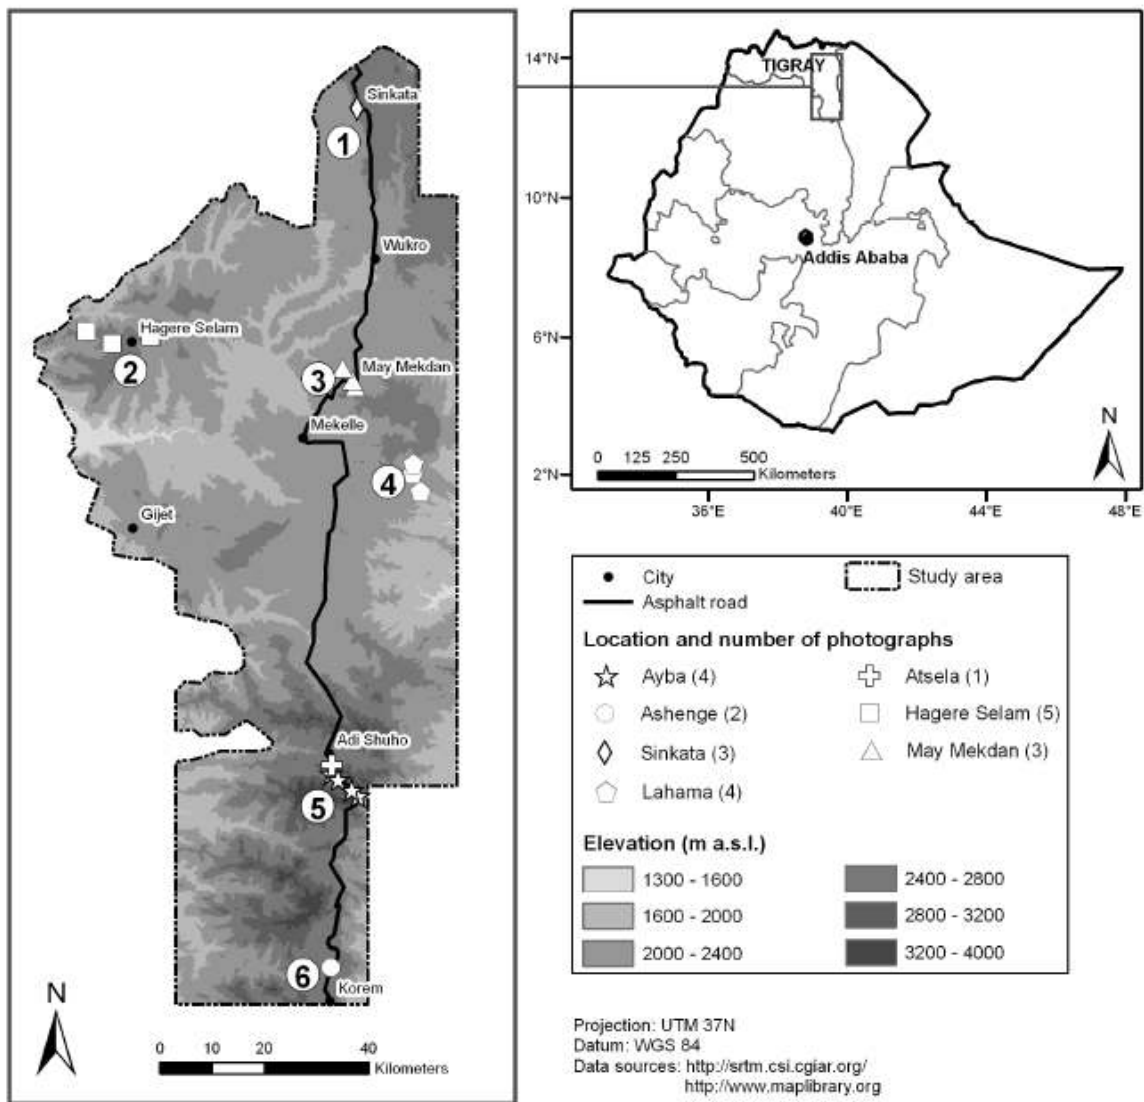 Sinkata
1
Wukro
Hagere Selam
2
May Mekdan
3
Mekelle
4
Gijet
Adi Shuho
5
6
Korem
N
0 10 20 40
Kilometers
14°N
10°N
6°N
2°N
TIGRAY
Addis Ababa
N
0 125 250 500
Kilometers
36°E 40°E 44°E 48°E
City
Study area
Asphalt road
Location and number of photographs
Ayba (4)
Atsela (1)
Ashenge (2)
Hagere Selam (5)
Sinkata (3)
May Mekdan (3)
Lahama (4)
Elevation (m a.s.l.)
1300 - 1600
2400 - 2800
1600 - 2000
2800 - 3200
2000 - 2400
3200 - 4000
Projection: UTM 37N
Datum: WGS 84
Data sources: http://srtm.csi.cgiar.org/
http://www.maplibrary.org